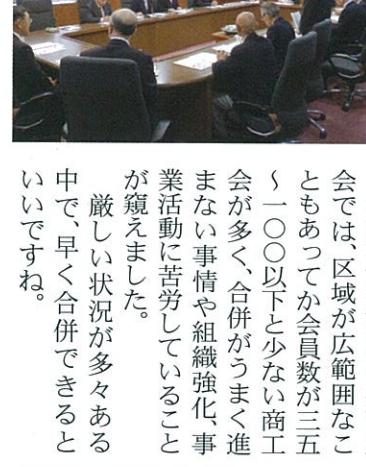 会では、区域が広範囲なこ
ともあってか会員数が三五
～一〇〇以下と少ない商工
会が多く、合併がうまく進
まない事情や組織強化、事
業活動に苦労していること
が窺えました。
厳しい状況が多々ある
中で、早く合併できると
いいですね。